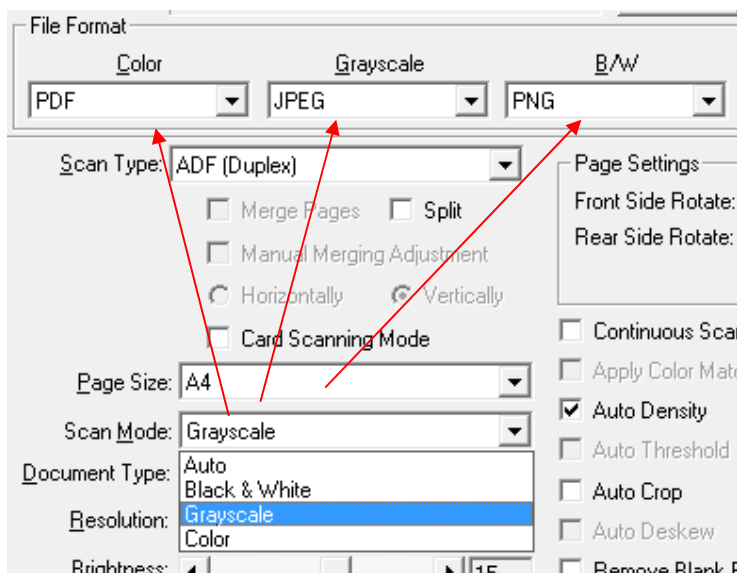 File Format
Color Grayscale B/W
PDF JPEG PNG
Scan Type: ADF (Duplex)
Merge Pages Split
Manual Merging Adjustment
Horizontally Vertically
Card Scanning Mode
Page Size: A4
Scan Mode: Grayscale
Document Type: Auto
Black & White
Resolution: Grayscale
Color
Brightness: 15
Page Settings
Front Side Rotate:
Rear Side Rotate:
Continuous Scan
Apply Color Mat
Auto Density
Auto Threshold
Auto Crop
Auto Deskew
Remove Blank